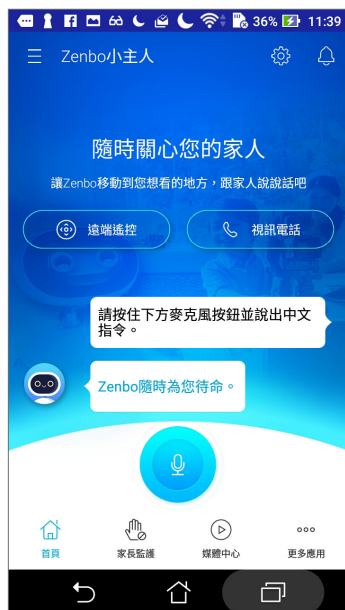 36% 11:39
Zenbo小主人
隨時關心您的家人
讓Zenbo移動到您想看的地方，跟家人說說話吧
遠端遙控
視訊電話
請按住下方麥克風按鈕並說出中文
指令。
Zenbo隨時為您待命。
首頁
家長監護
媒體中心
更多應用